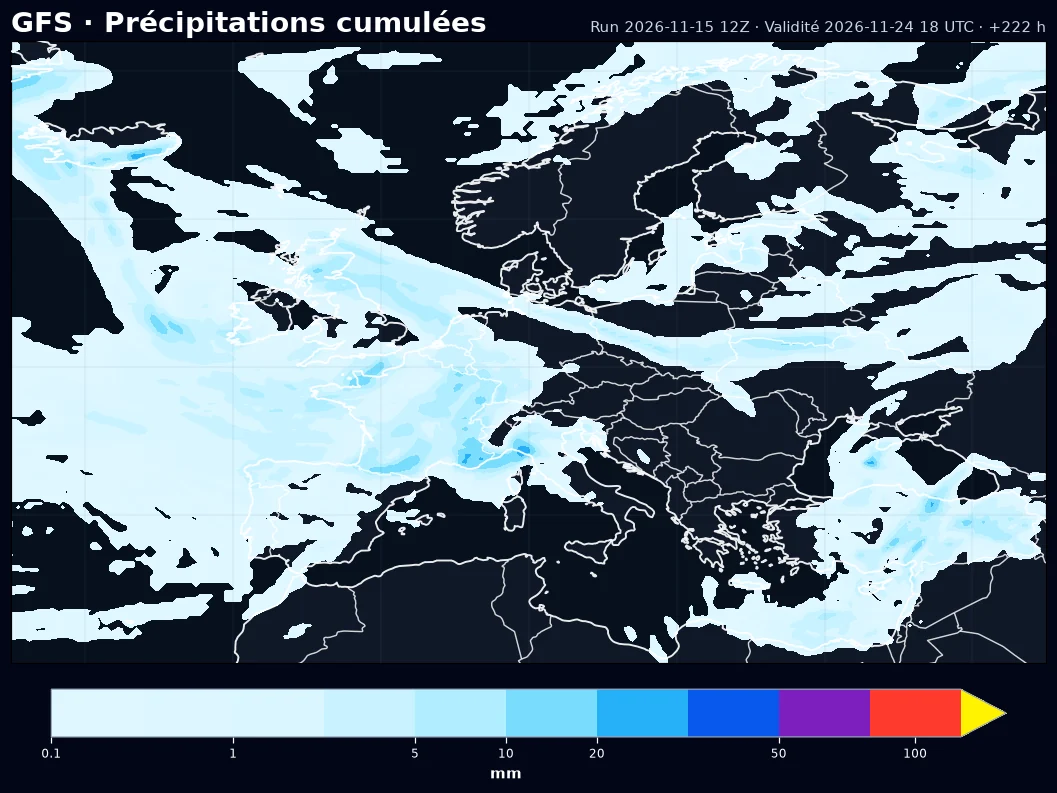 GFS · Précipitations cumulées
Run 2026-11-15 12Z · Validité 2026-11-24 18 UTC · +222 h
0.1 1 5 10 20 50 100
mm